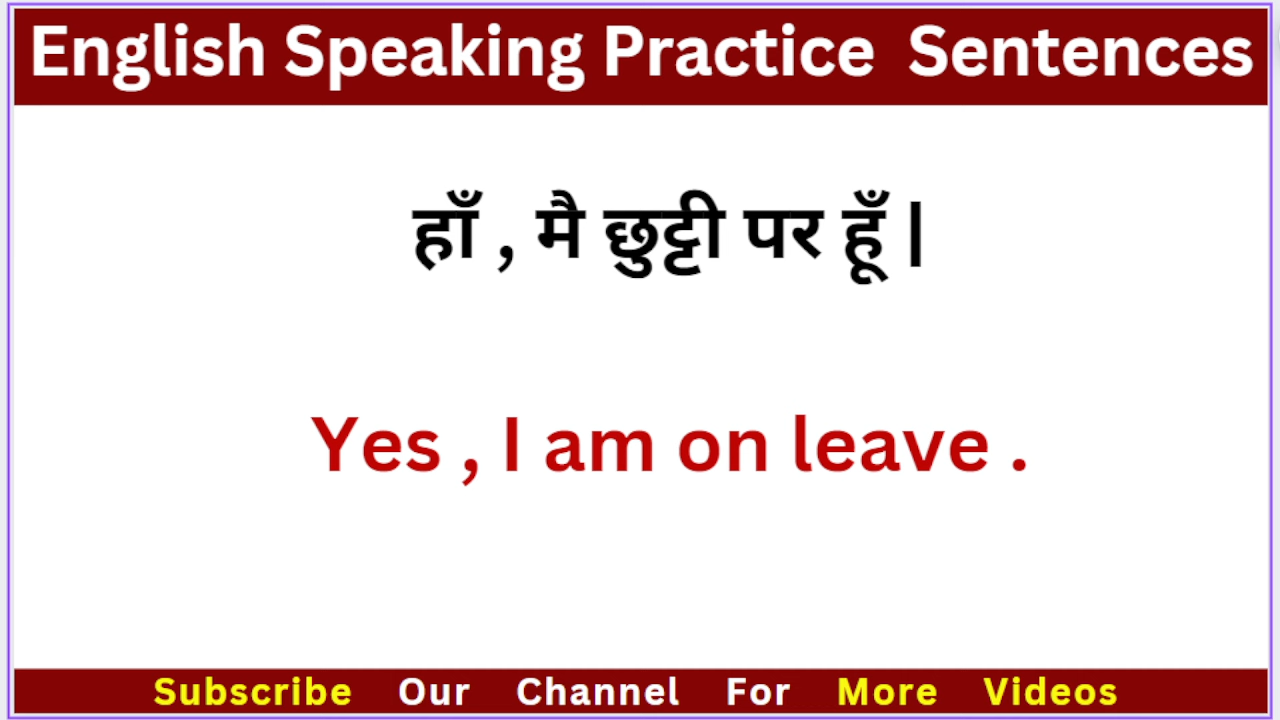 English Speaking Practice Sentences
हाँ , मै छुट्टी पर हूँ |
Yes , I am on leave .
Subscribe Our Channel For More Videos